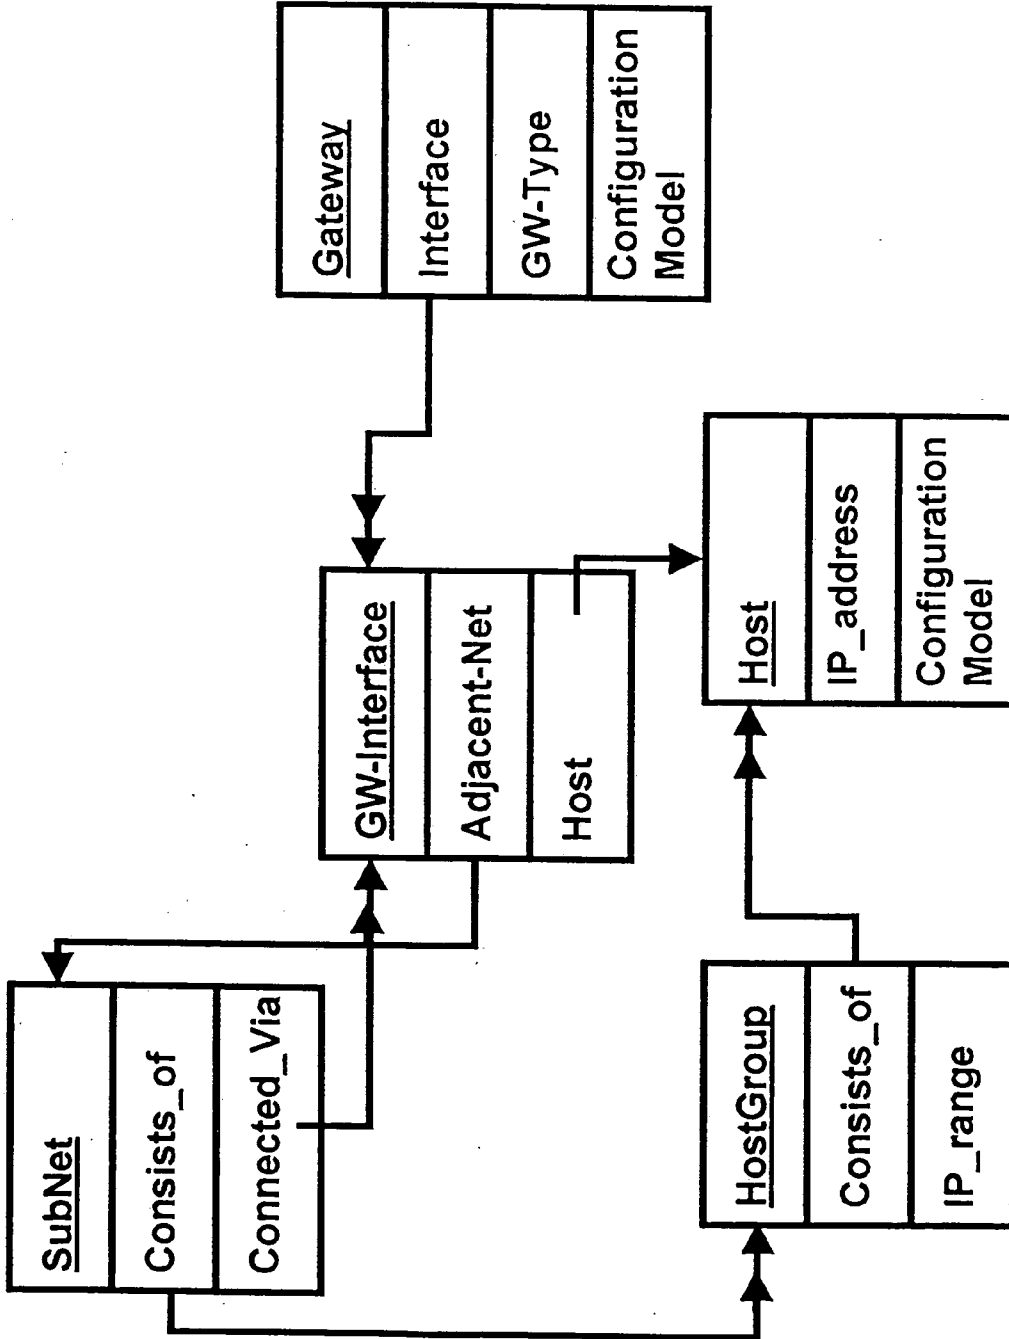 SubNet
Consists_of
Connected_Via
GW-Interface
Adjacent-Net
Host
Gateway
Interface
GW-Type
Configuration
Model
HostGroup
Consists_of
IP_range
Host
IP_address
Configuration
Model